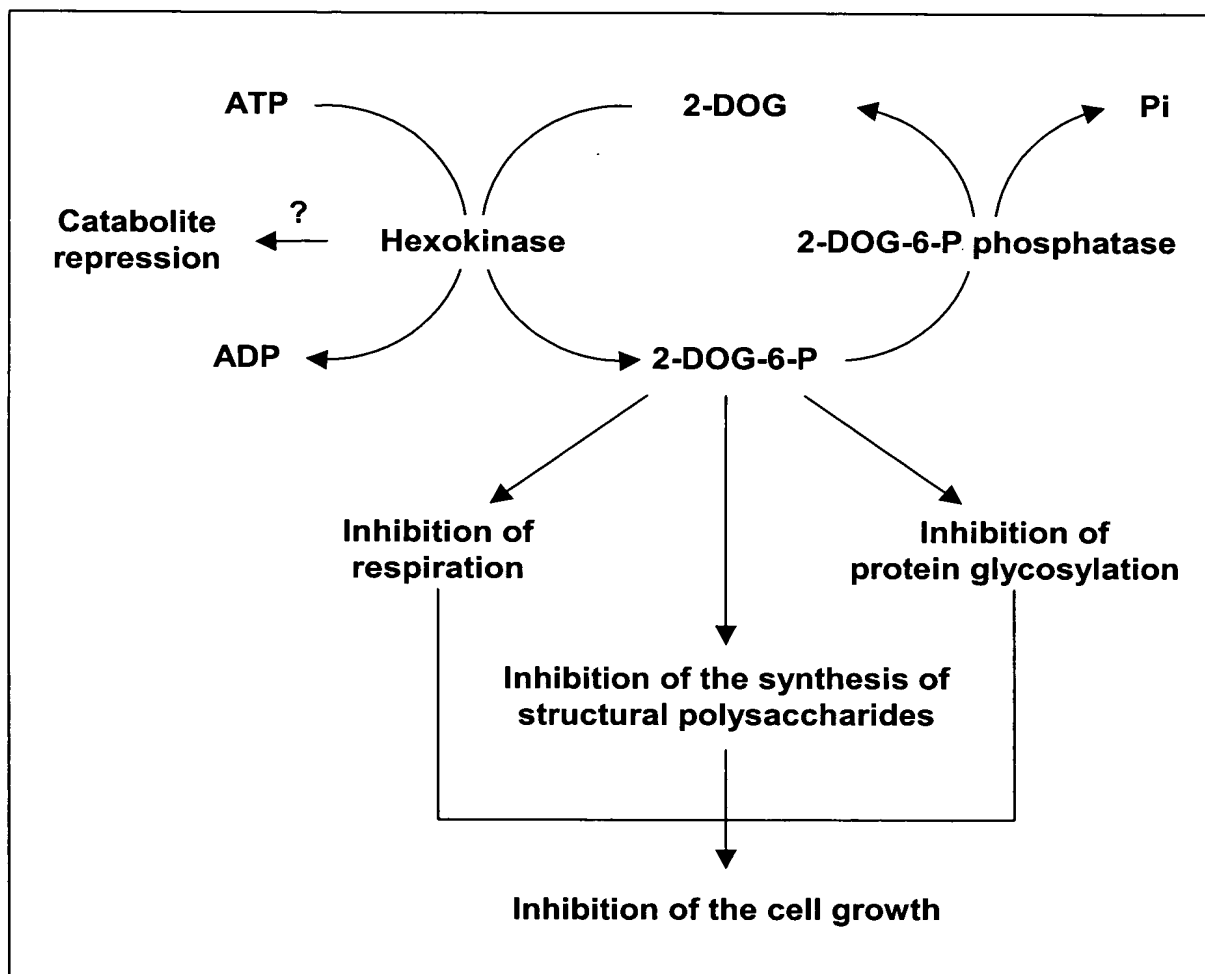 ATP
2-DOG
Pi
?
Catabolite
repression
Hexokinase
2-DOG-6-P phosphatase
ADP
2-DOG-6-P
Inhibition of
respiration
Inhibition of
protein glycosylation
Inhibition of the synthesis of
structural polysaccharides
Inhibition of the cell growth